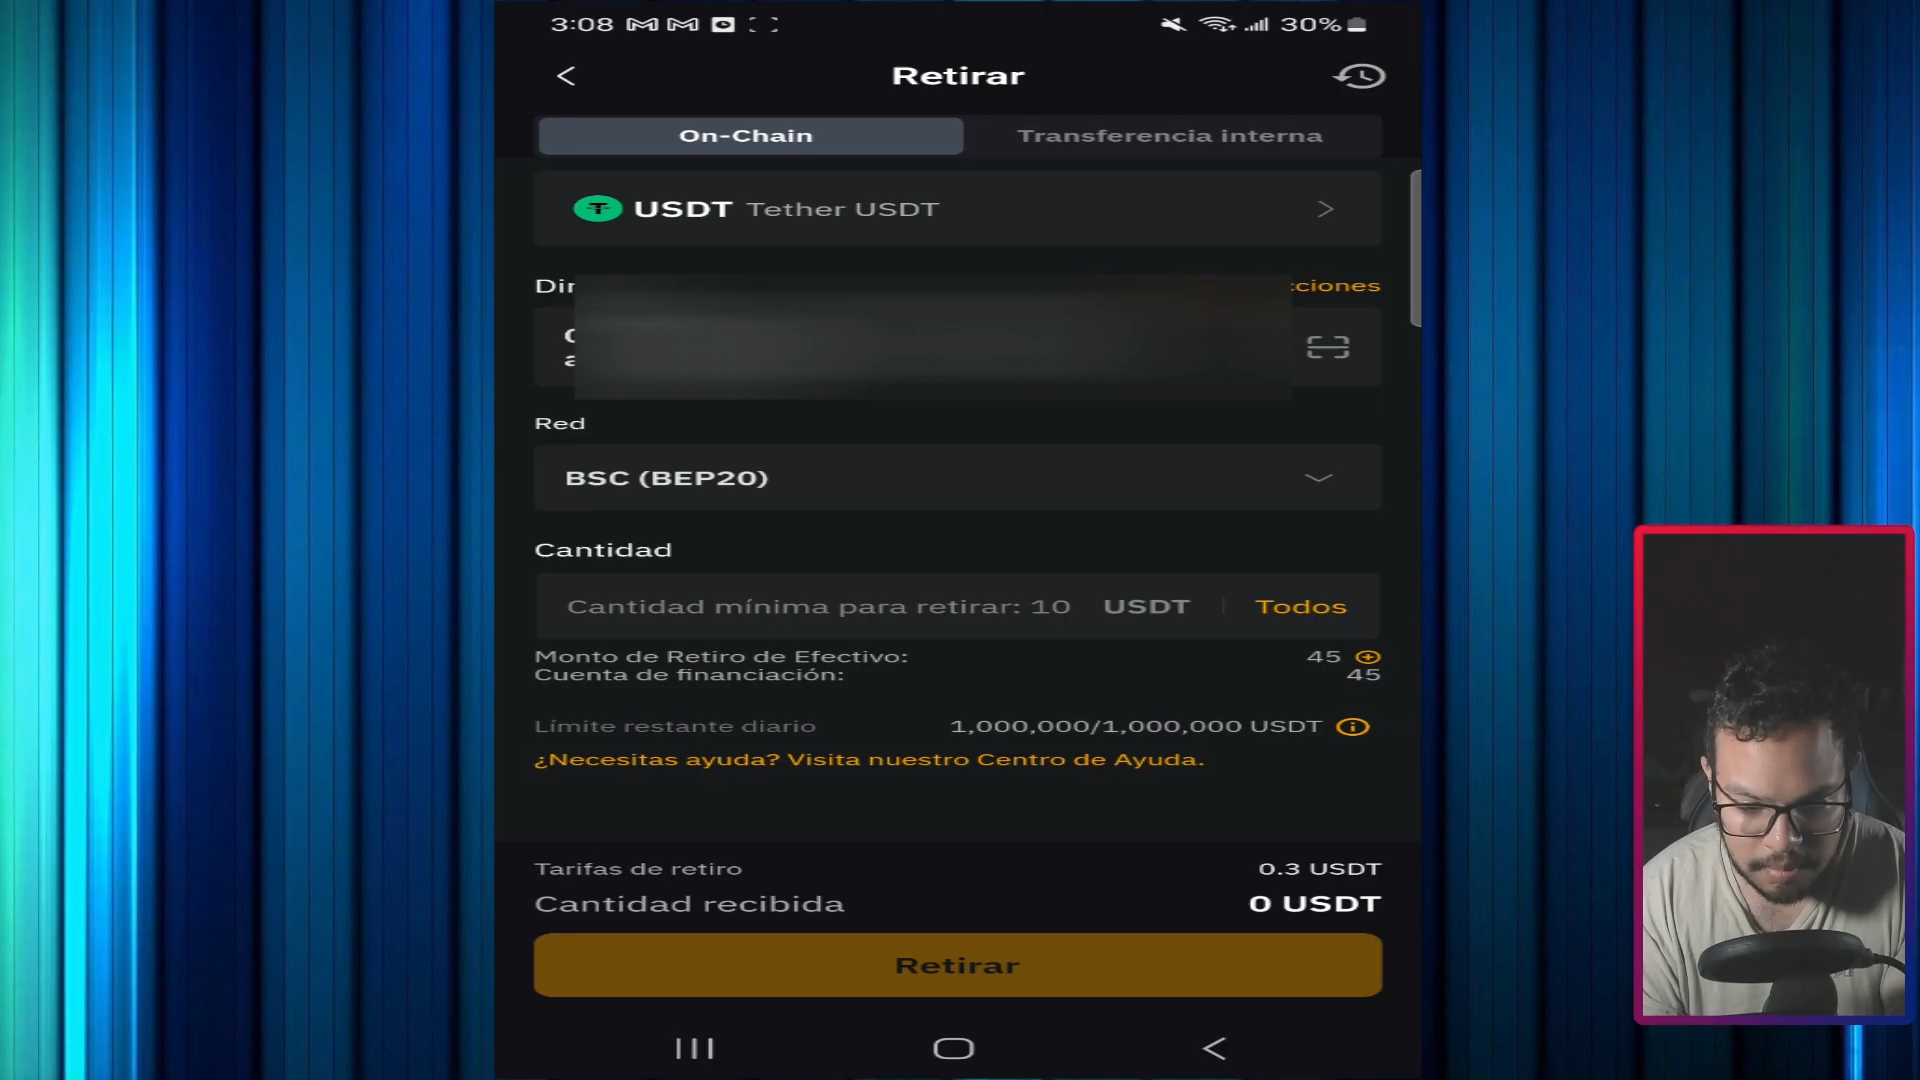 3:08
30%
Retirar
On-Chain
Transferencia interna
USDT Tether USDT
Red
BSC (BEP20)
Cantidad
Cantidad mínima para retirar: 10 USDT Todos
Monto de Retiro de Efectivo: 45
Cuenta de financiación: 45
Límite restante diario 1,000,000/1,000,000 USDT
¿Necesitas ayuda? Visita nuestro Centro de Ayuda.
Tarifas de retiro 0.3 USDT
Cantidad recibida 0 USDT
Retirar